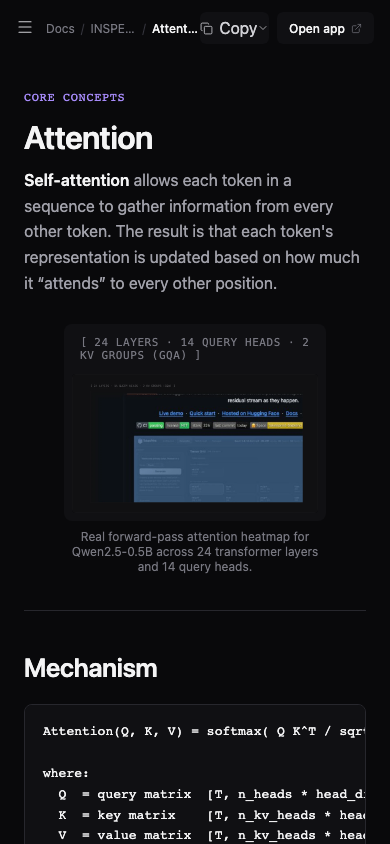 Docs / INSPE... / Attent... Copy Open app
CORE CONCEPTS
Attention
Self-attention allows each token in a
sequence to gather information from every
other token. The result is that each token's
representation is updated based on how much
it “attends” to every other position.
[ 24 LAYERS · 14 QUERY HEADS · 2
KV GROUPS (GQA) ]
residual stream as they happen.
Live demo · Quick start · Hosted on Hugging Face · Docs ·
Real forward-pass attention heatmap for
Qwen2.5-0.5B across 24 transformer layers
and 14 query heads.
Mechanism
Attention(Q, K, V) = softmax( Q K^T / sqr
where:
Q = query matrix [T, n_heads * head_d
K = key matrix [T, n_kv_heads * hea
V = value matrix [T, n_kv_heads * hea